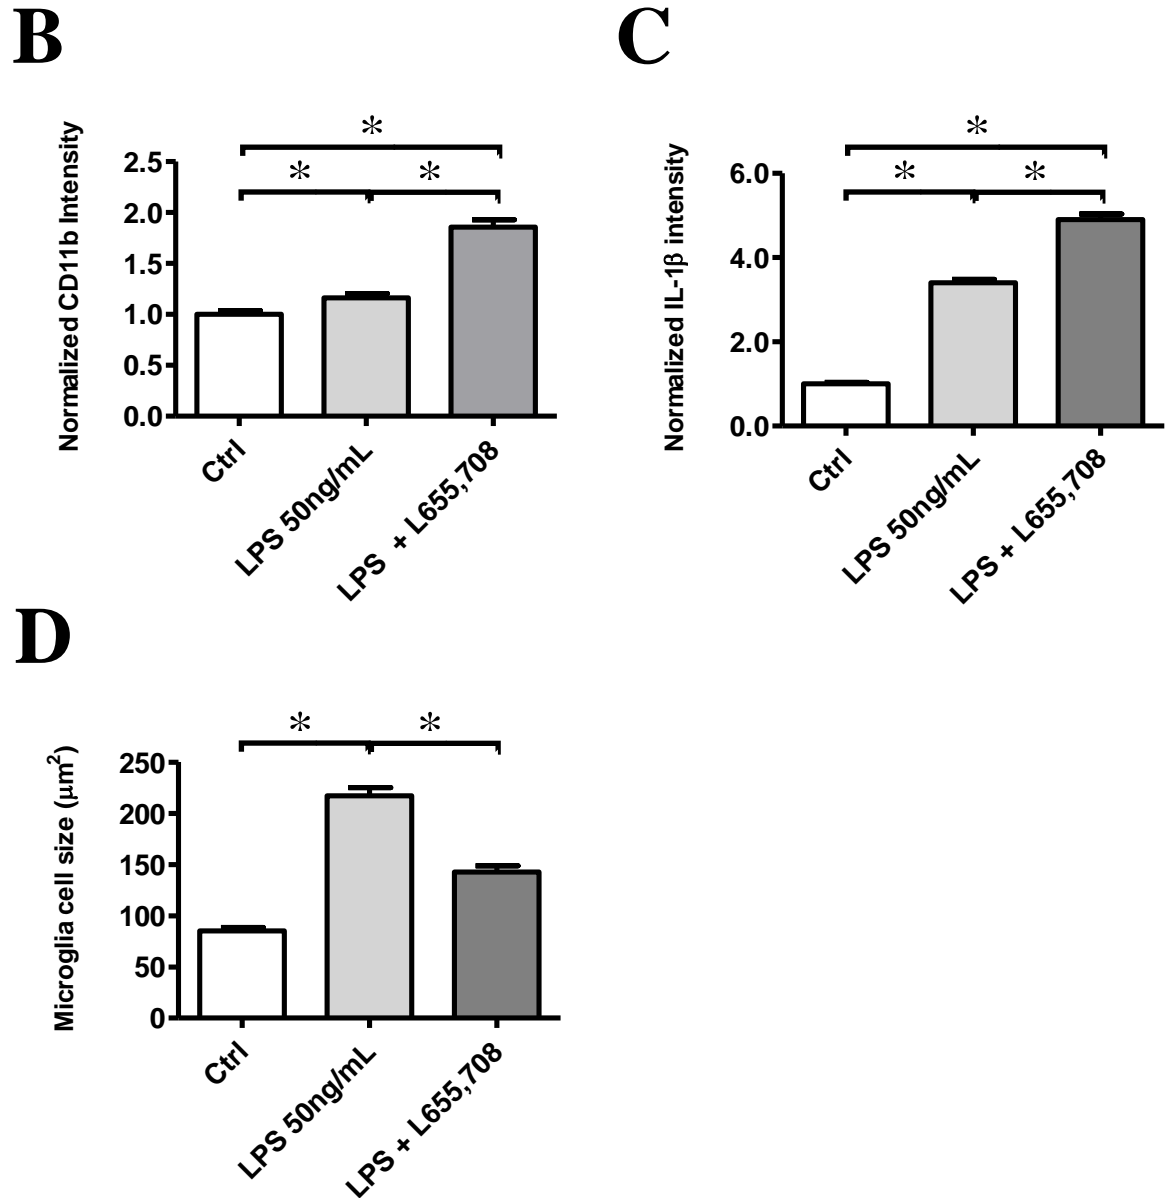 B
Normalized CD11b Intensity
*
* *
2.5
2.0
1.5
1.0
0.5
0.0
Ctrl
LPS 50ng/mL
LPS + L655,708
C
Normalized IL-1β intensity
*
* *
6.0
4.0
2.0
0.0
Ctrl
LPS 50ng/mL
LPS + L655,708
D
Microglia cell size (μm²)
* *
250
200
150
100
50
0
Ctrl
LPS 50ng/mL
LPS + L655,708